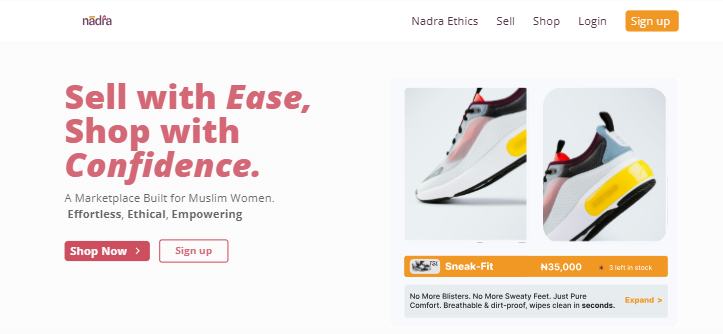 nadra
Nadra Ethics
Sell
Shop
Login
Sign up
Sell with Ease,
Shop with
Confidence.
A Marketplace Built for Muslim Women.
Effortless, Ethical, Empowering
Shop Now >
Sign up
Sneak-Fit
₦35,000
3 left in stock
No More Blisters. No More Sweaty Feet. Just Pure
Comfort. Breathable & dirt-proof, wipes clean in seconds.
Expand >